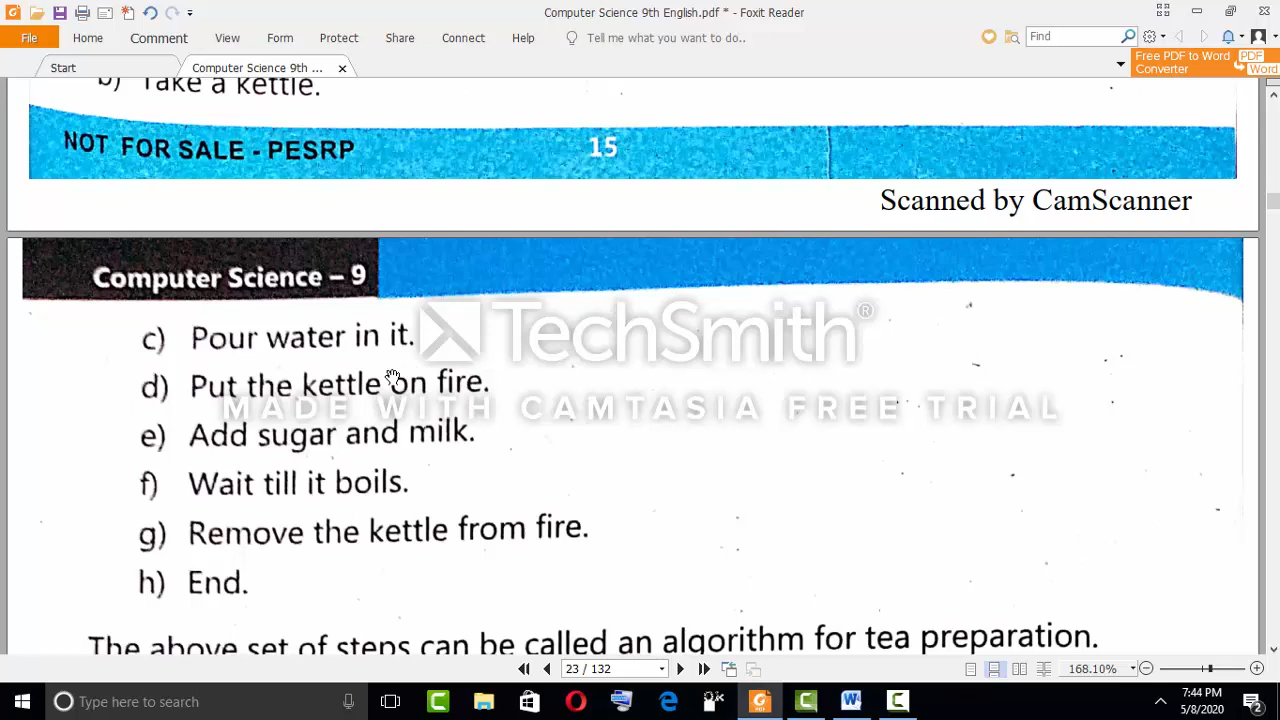 Computer Science 9th English.pdf * - Foxit Reader
File Home Comment View Form Protect Share Connect Help Tell me what you want to do.. Find
Start Computer Science 9th ... Free PDF to Word Converter PDF Word
b) Take a kettle.
NOT FOR SALE - PESRP 15
Scanned by CamScanner
Computer Science – 9
c) Pour water in it.
TechSmith®
d) Put the kettle on fire.
MADE WITH CAMTASIA FREE TRIAL
e) Add sugar and milk.
f) Wait till it boils.
g) Remove the kettle from fire.
h) End.
The above set of steps can be called an algorithm for tea preparation.
23 / 132 168.10%
Type here to search 7:44 PM
5/8/2020 2